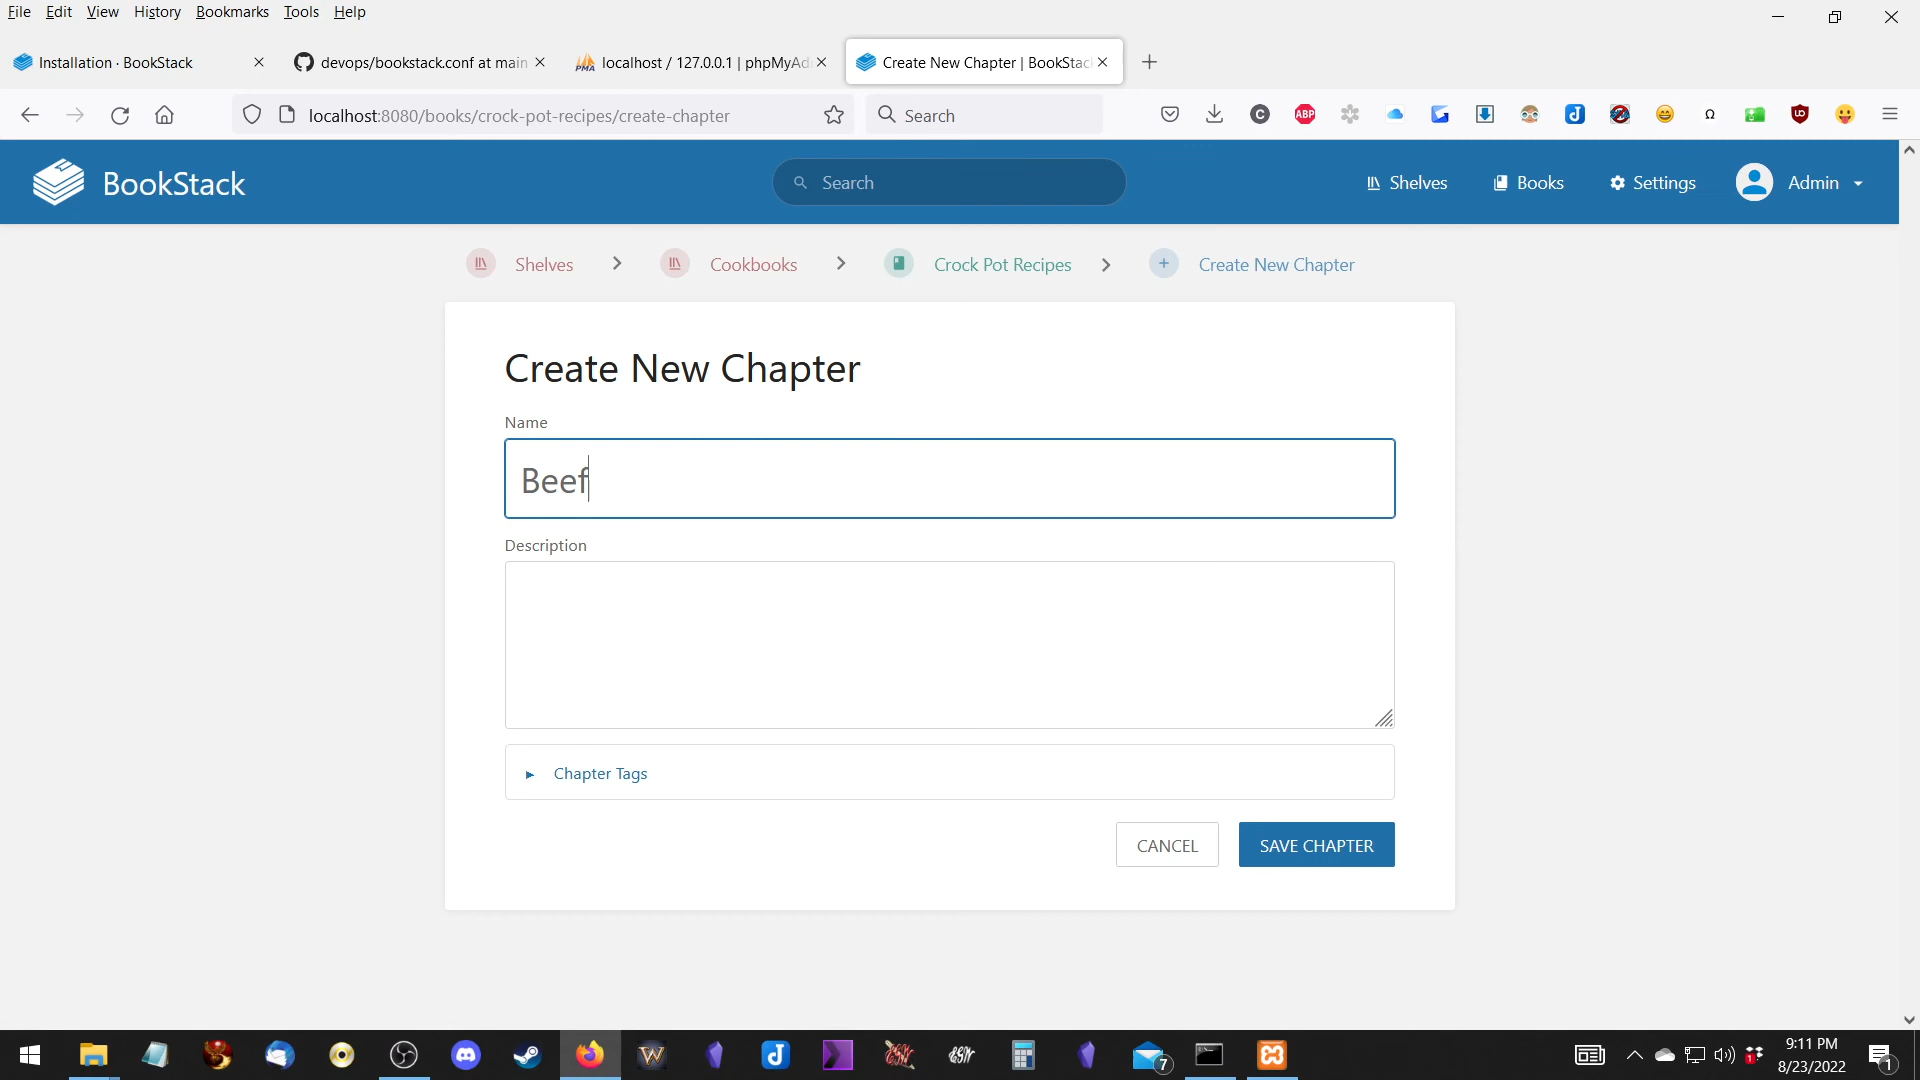 File Edit View History Bookmarks Tools Help
Installation · BookStack
devops/bookstack.conf at main
localhost / 127.0.0.1 | phpMyAd
Create New Chapter | BookStac
localhost:8080/books/crock-pot-recipes/create-chapter
Search
ABP
BookStack
Search
Shelves
Books
Settings
Admin
Shelves
Cookbooks
Crock Pot Recipes
Create New Chapter
Create New Chapter
Name
Beef
Description
Chapter Tags
CANCEL
SAVE CHAPTER
7
9:11 PM
8/23/2022
1